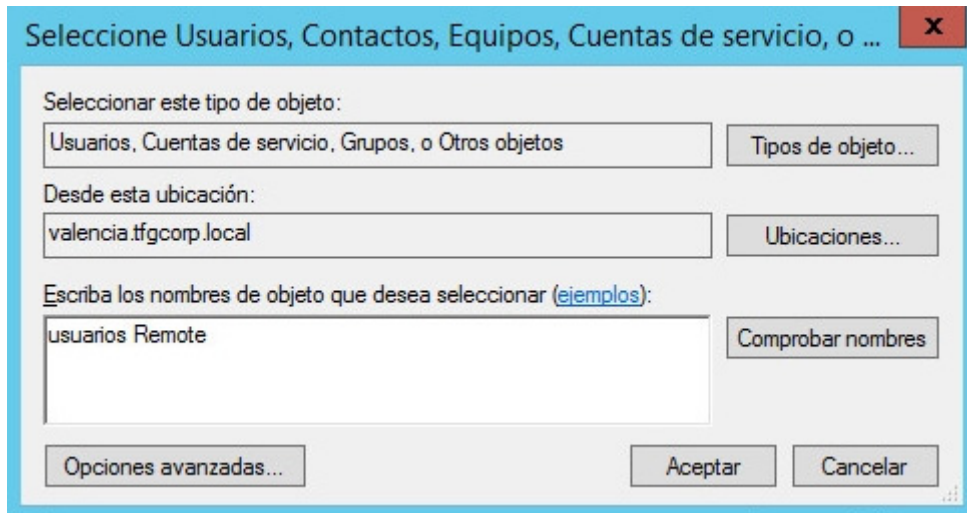 Seleccione Usuarios, Contactos, Equipos, Cuentas de servicio, o ...
x
Seleccionar este tipo de objeto:
Usuarios, Cuentas de servicio, Grupos, o Otros objetos
Tipos de objeto...
Desde esta ubicación:
valencia.tfgcorp.local
Ubicaciones...
Escriba los nombres de objeto que desea seleccionar (ejemplos):
usuarios Remote
Comprobar nombres
Opciones avanzadas...
Aceptar
Cancelar